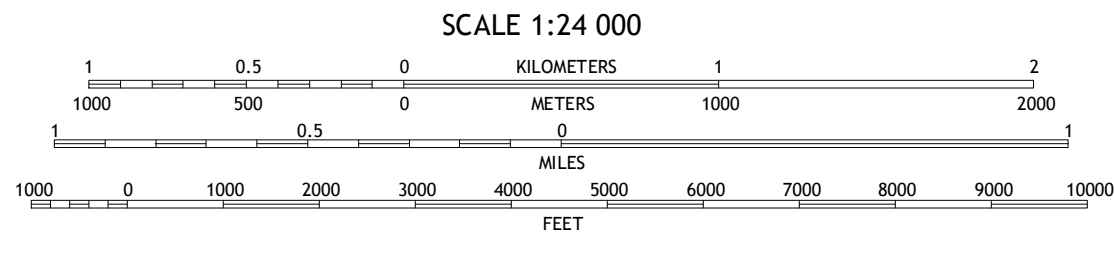 SCALE 1:24 000
1 0.5 0 KILOMETERS 1 2
1000 500 0 METERS 1000 2000
1 0.5 0 1
MILES
1000 0 1000 2000 3000 4000 5000 6000 7000 8000 9000 10000
FEET